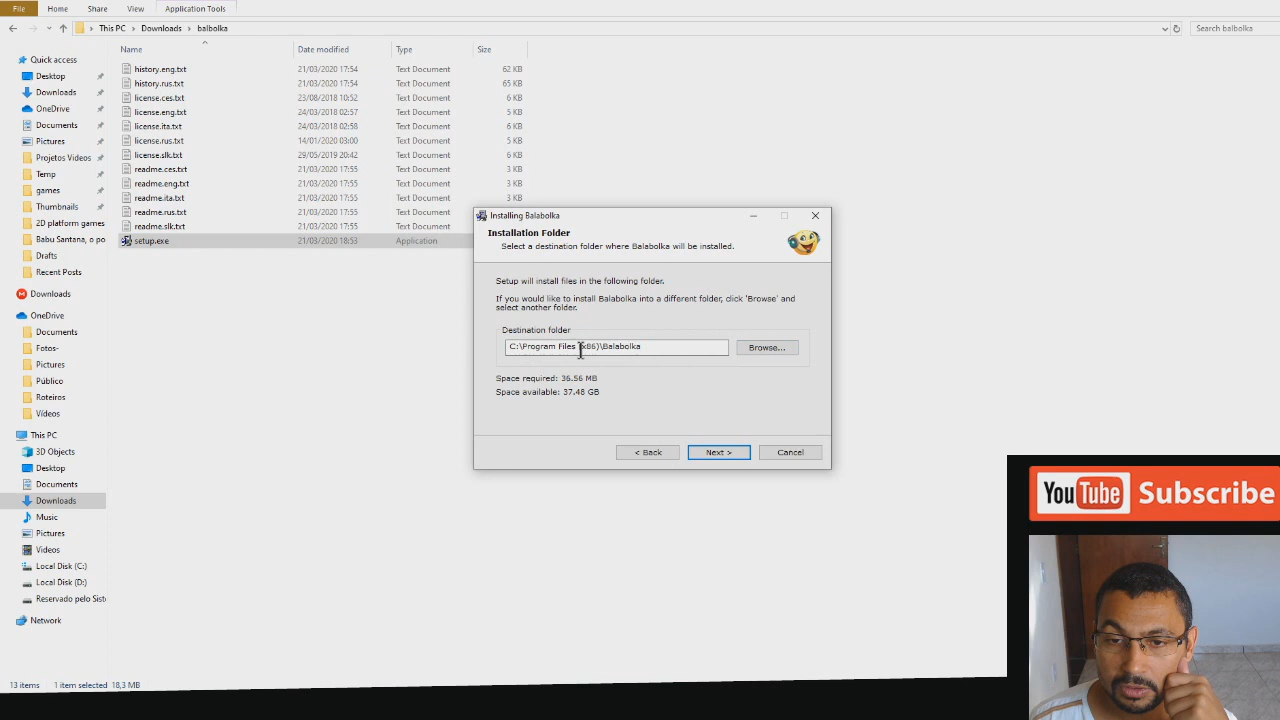 File Home Share View Application Tools
This PC Downloads balbolka Search balbolka
Name Date modified Type Size
history.eng.txt 21/03/2020 17:54 Text Document 62 KB
history.rus.txt 21/03/2020 17:54 Text Document 65 KB
license.ces.txt 23/08/2018 10:52 Text Document 6 KB
license.eng.txt 24/03/2018 02:57 Text Document 5 KB
license.ita.txt 24/03/2018 02:58 Text Document 6 KB
license.rus.txt 14/01/2020 03:00 Text Document 5 KB
license.slk.txt 29/05/2019 20:42 Text Document 6 KB
readme.ces.txt 21/03/2020 17:55 Text Document 3 KB
readme.eng.txt 21/03/2020 17:55 Text Document 3 KB
readme.ita.txt 21/03/2020 17:55 Text Document 3 KB
readme.rus.txt 21/03/2020 17:55 Text Document
readme.slk.txt 21/03/2020 17:55 Text Document
setup.exe 21/03/2020 18:53 Application
Quick access
Desktop
Downloads
OneDrive
Documents
Pictures
Projetos Videos
Temp
games
Thumbnails
2D platform games
Babu Santana, o po
Drafts
Recent Posts
Downloads
OneDrive
Documents
Fotos-
Pictures
Público
Roteiros
Vídeos
This PC
3D Objects
Desktop
Documents
Downloads
Music
Pictures
Videos
Local Disk (C:)
Local Disk (D:)
Reservado pelo Sist
Network
13 items 1 item selected 18,3 MB
Installing Balabolka
Installation Folder
Select a destination folder where Balabolka will be installed.
Setup will install files in the following folder.
If you would like to install Balabolka into a different folder, click 'Browse' and
select another folder.
Destination folder
C:\Program Files (x86)\Balabolka Browse...
Space required: 36.56 MB
Space available: 37.48 GB
< Back Next > Cancel
YouTube Subscribe